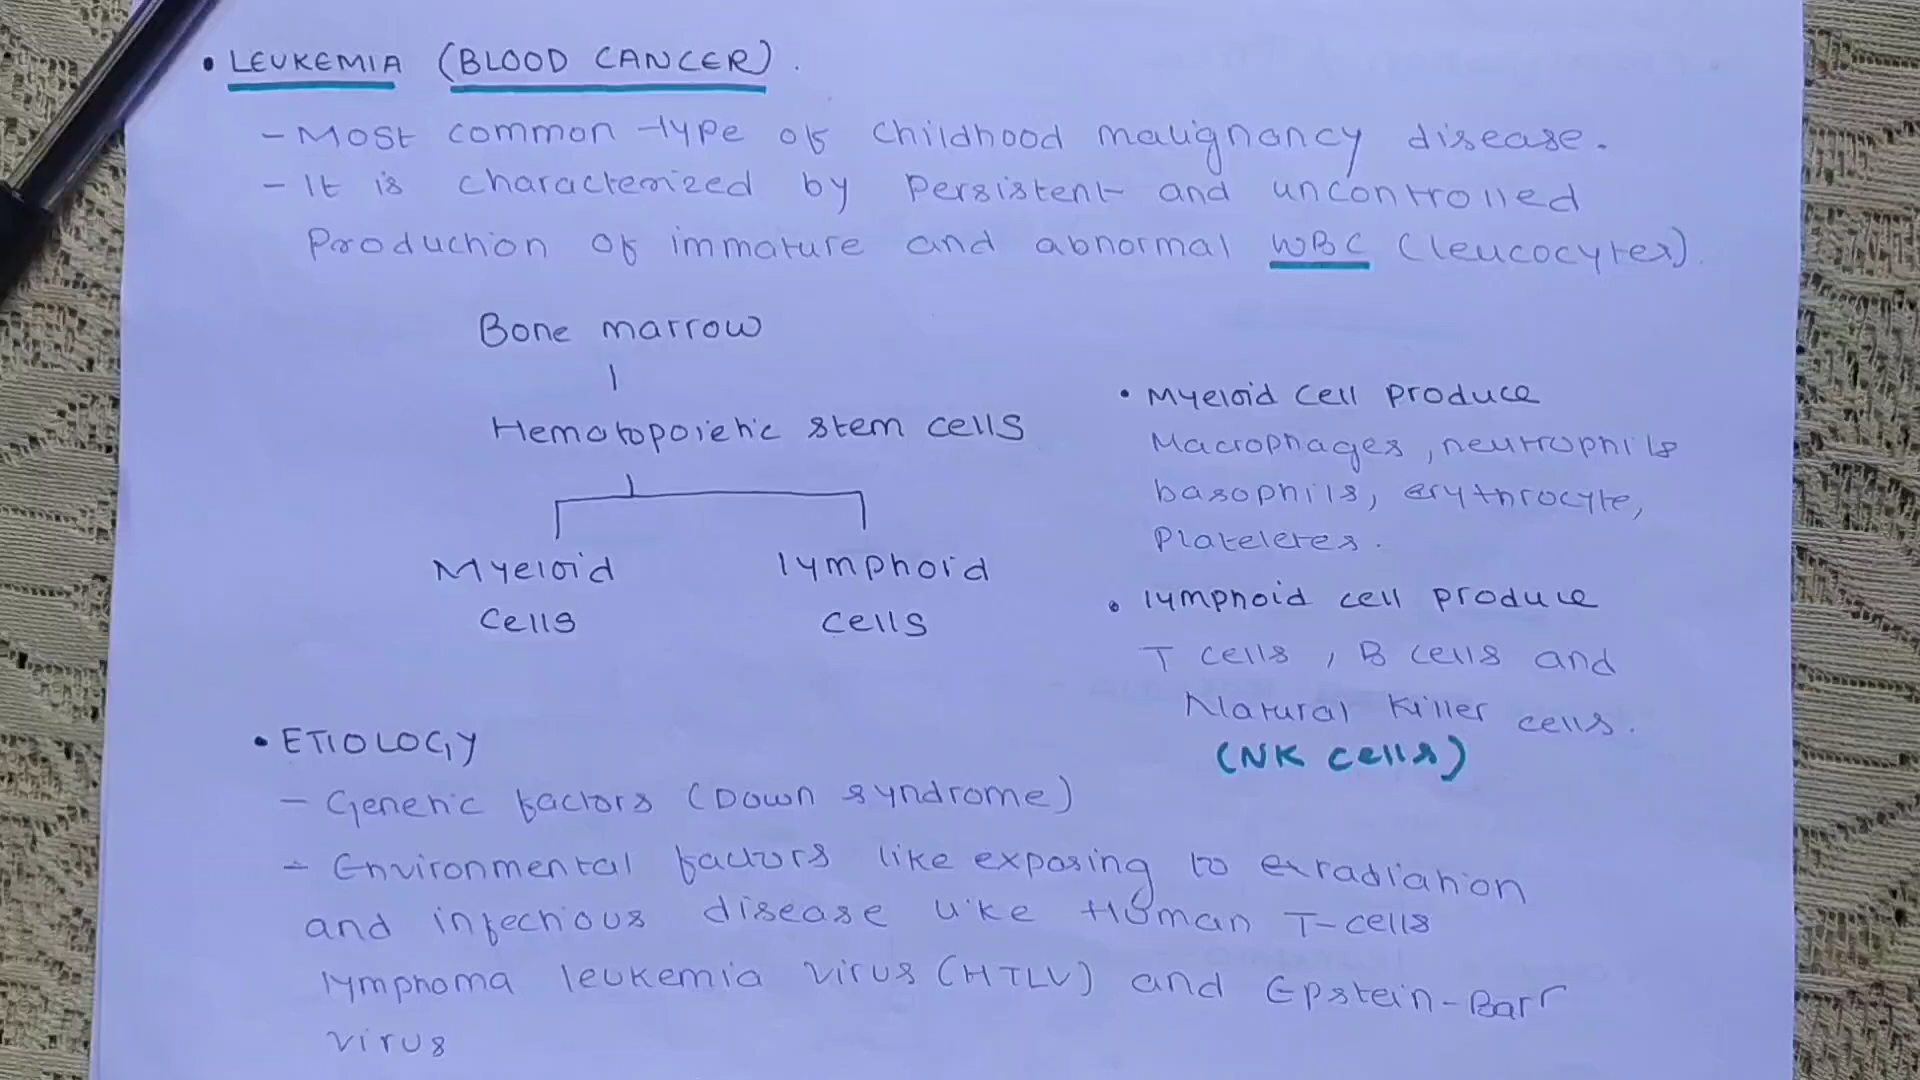 • LEUKEMIA (BLOOD CANCER).
- Most common type of childhood malignancy disease.
- It is characterized by persistent and uncontrolled
production of immature and abnormal WBC (leucocytes).
Bone marrow
Hematopoietic stem cells
Myeloid cells
lymphoid cells
• Myeloid cell produce
Macrophages, neutrophils
basophils, erythrocyte,
Plateletes.
• lymphoid cell produce
T cells, B cells and
Natural Killer cells.
(NK cells)
• ETIOLOGY
- Genetic factors (Down syndrome)
- Environmental factors like exposing to radiation
and infectious disease like Human T-cells
lymphoma leukemia virus (HTLV) and Epstein-Barr
virus